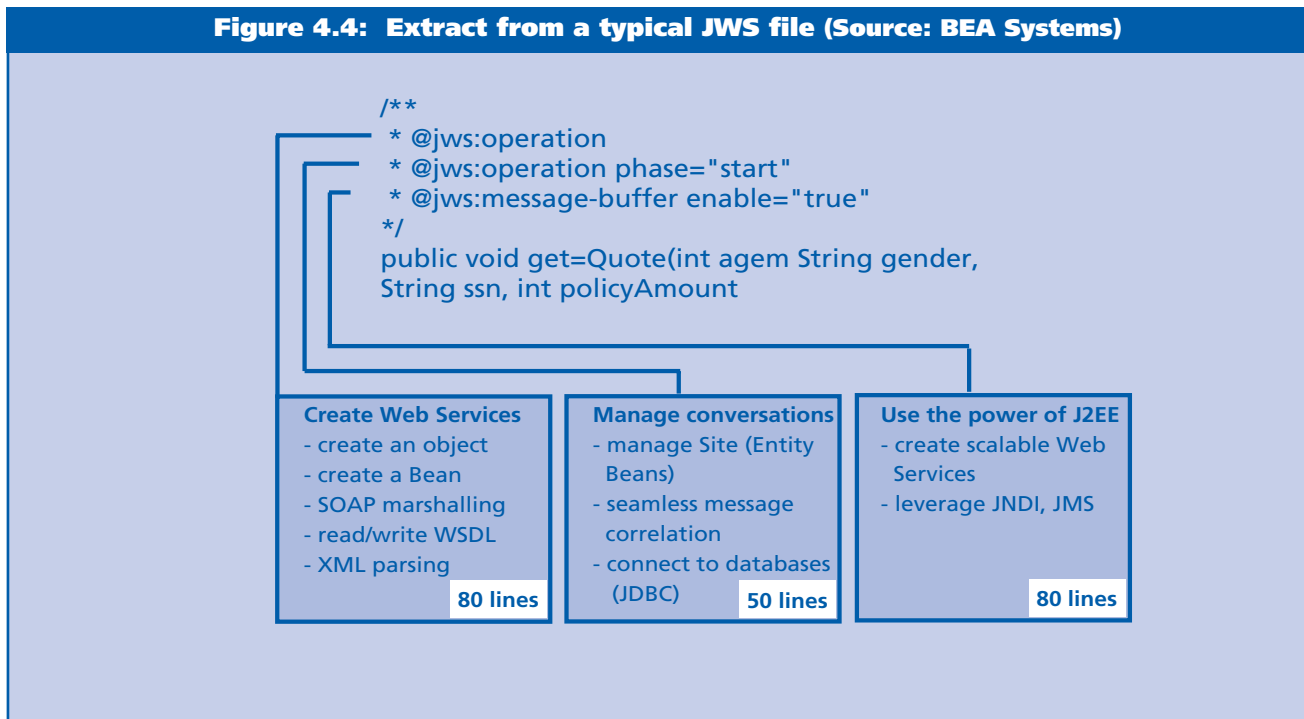 Figure 4.4: Extract from a typical JWS file (Source: BEA Systems)
/**
* @jws:operation
* @jws:operation phase="start"
* @jws:message-buffer enable="true"
*/
public void get=Quote(int agem String gender,
String ssn, int policyAmount
Create Web Services
- create an object
- create a Bean
- SOAP marshalling
- read/write WSDL
- XML parsing
80 lines
Manage conversations
- manage Site (Entity
Beans)
- seamless message
correlation
- connect to databases
(JDBC)
50 lines
Use the power of J2EE
- create scalable Web
Services
- leverage JNDI, JMS
80 lines